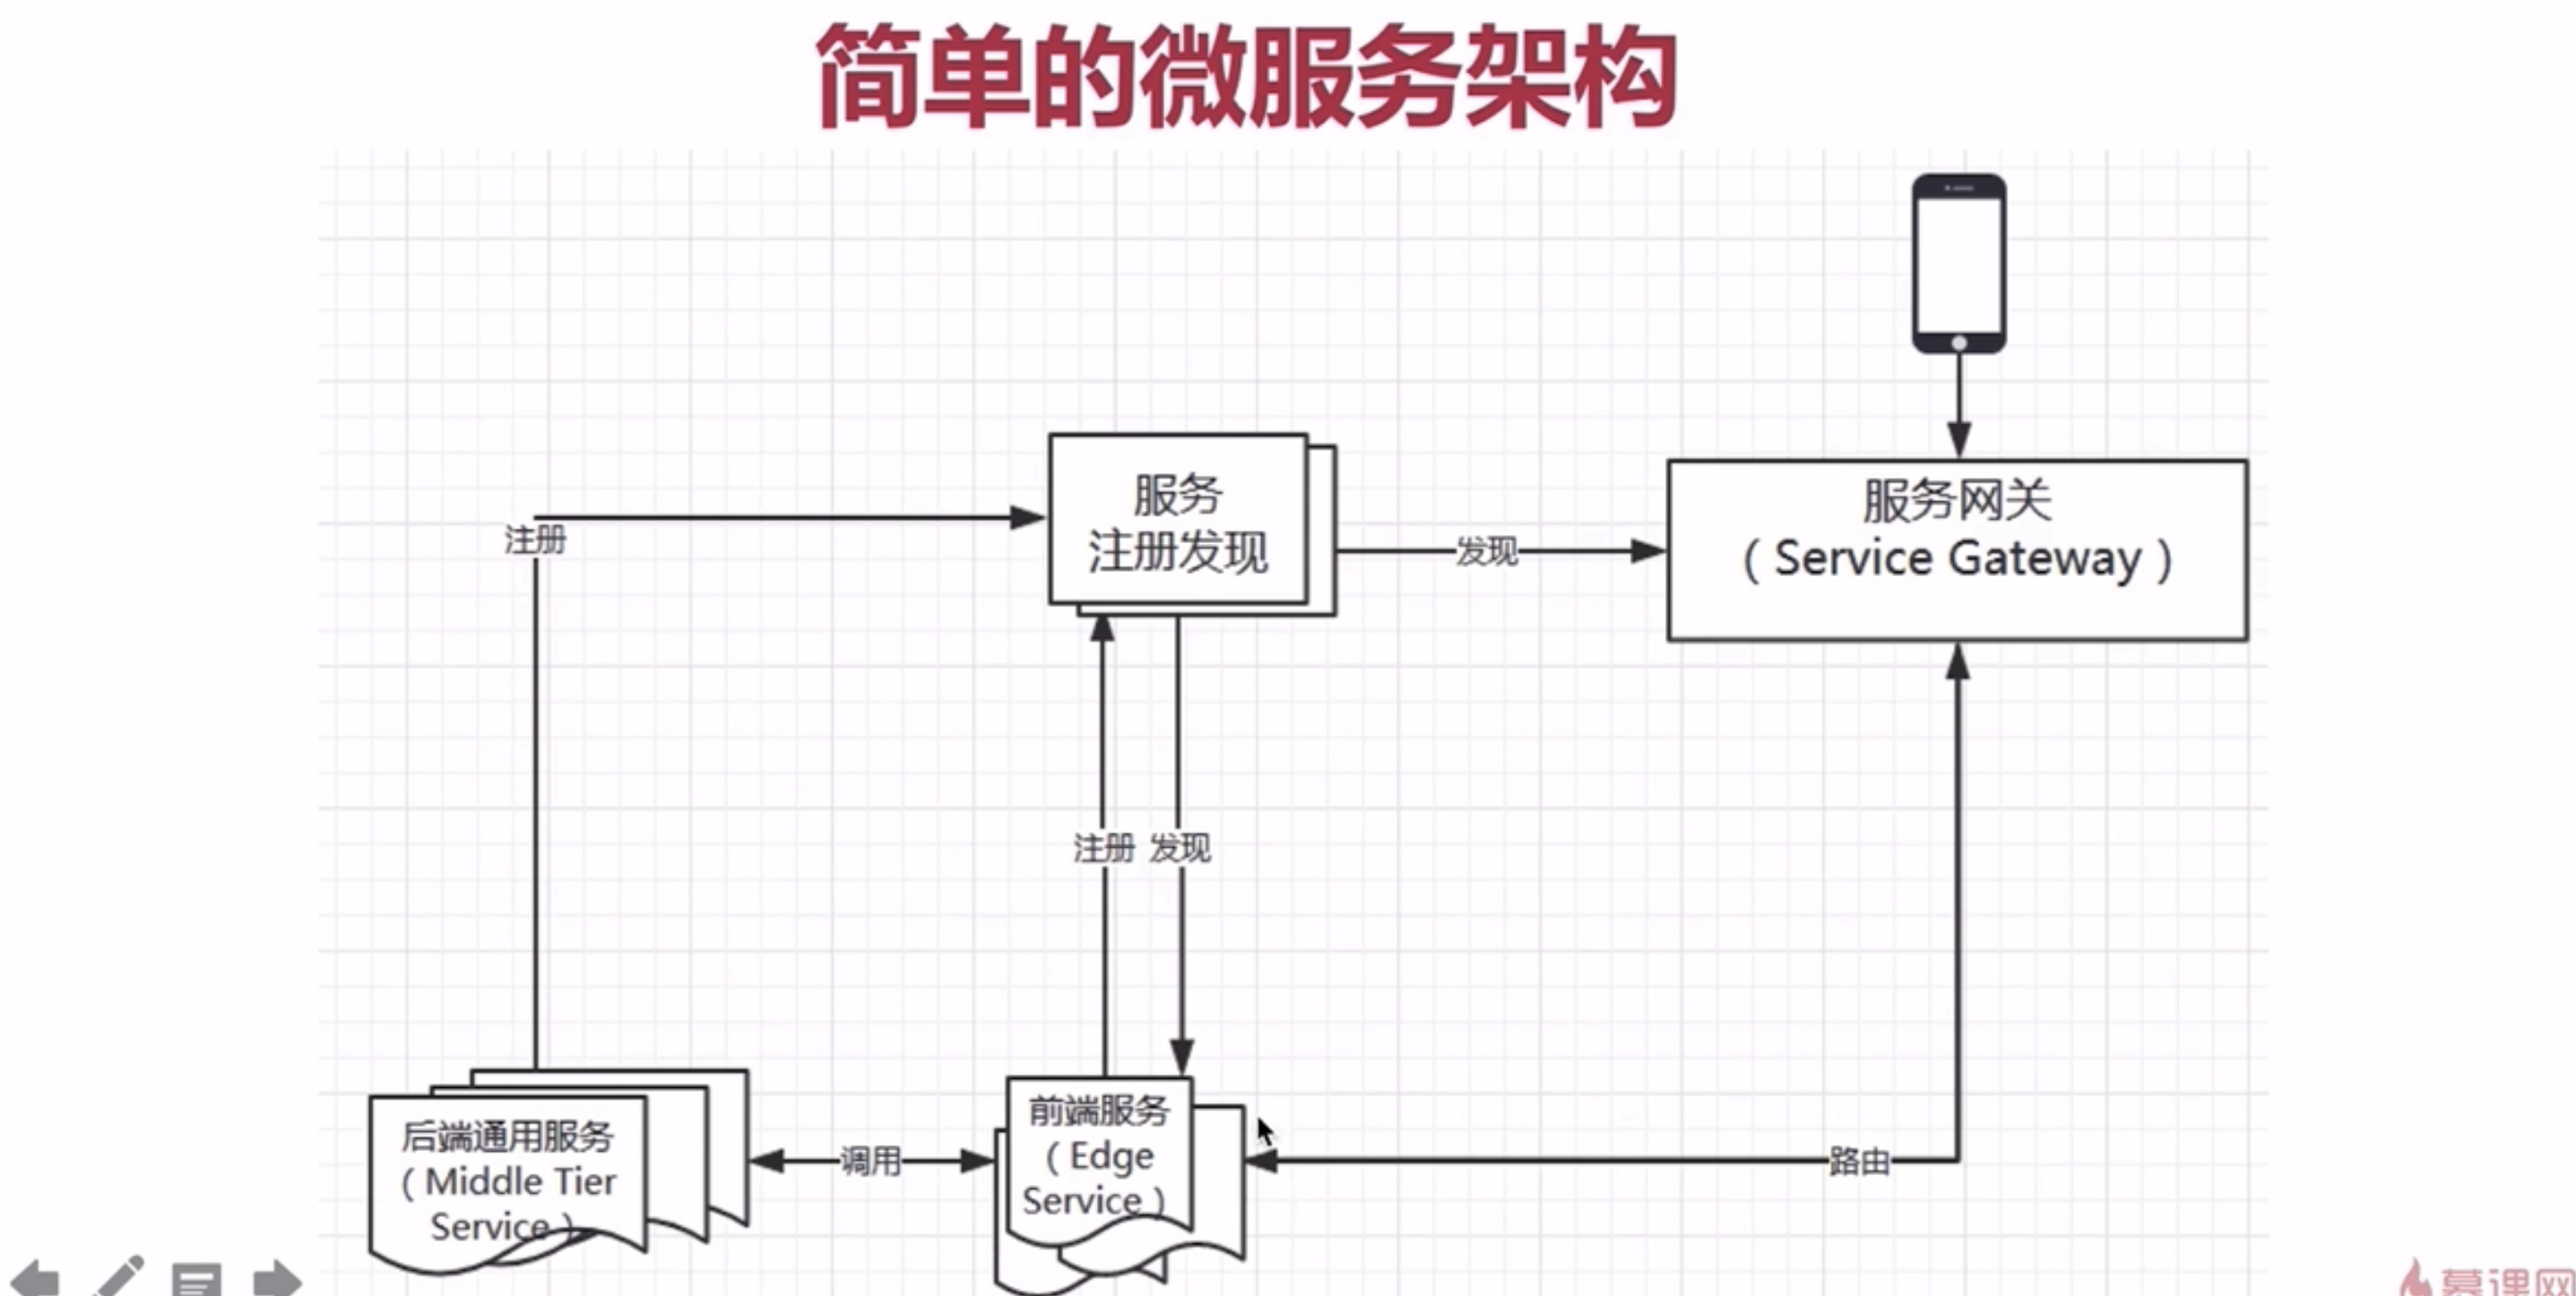 简单的微服务架构
服务
注册发现
注册
发现
服务网关
( Service Gateway )
注册
发现
后端通用服务
( Middle Tier
Service )
调用
前端服务
( Edge
Service )
路由
慕课网